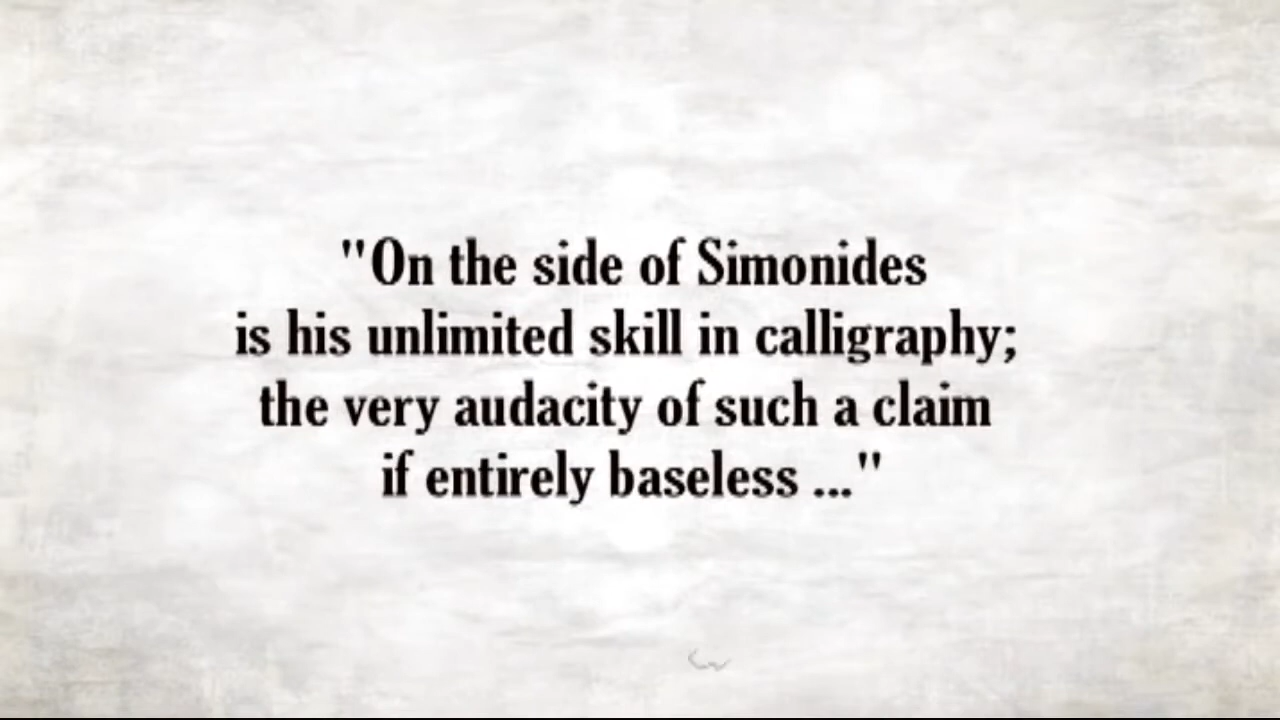 "On the side of Simonides
is his unlimited skill in calligraphy;
the very audacity of such a claim
if entirely baseless ..."